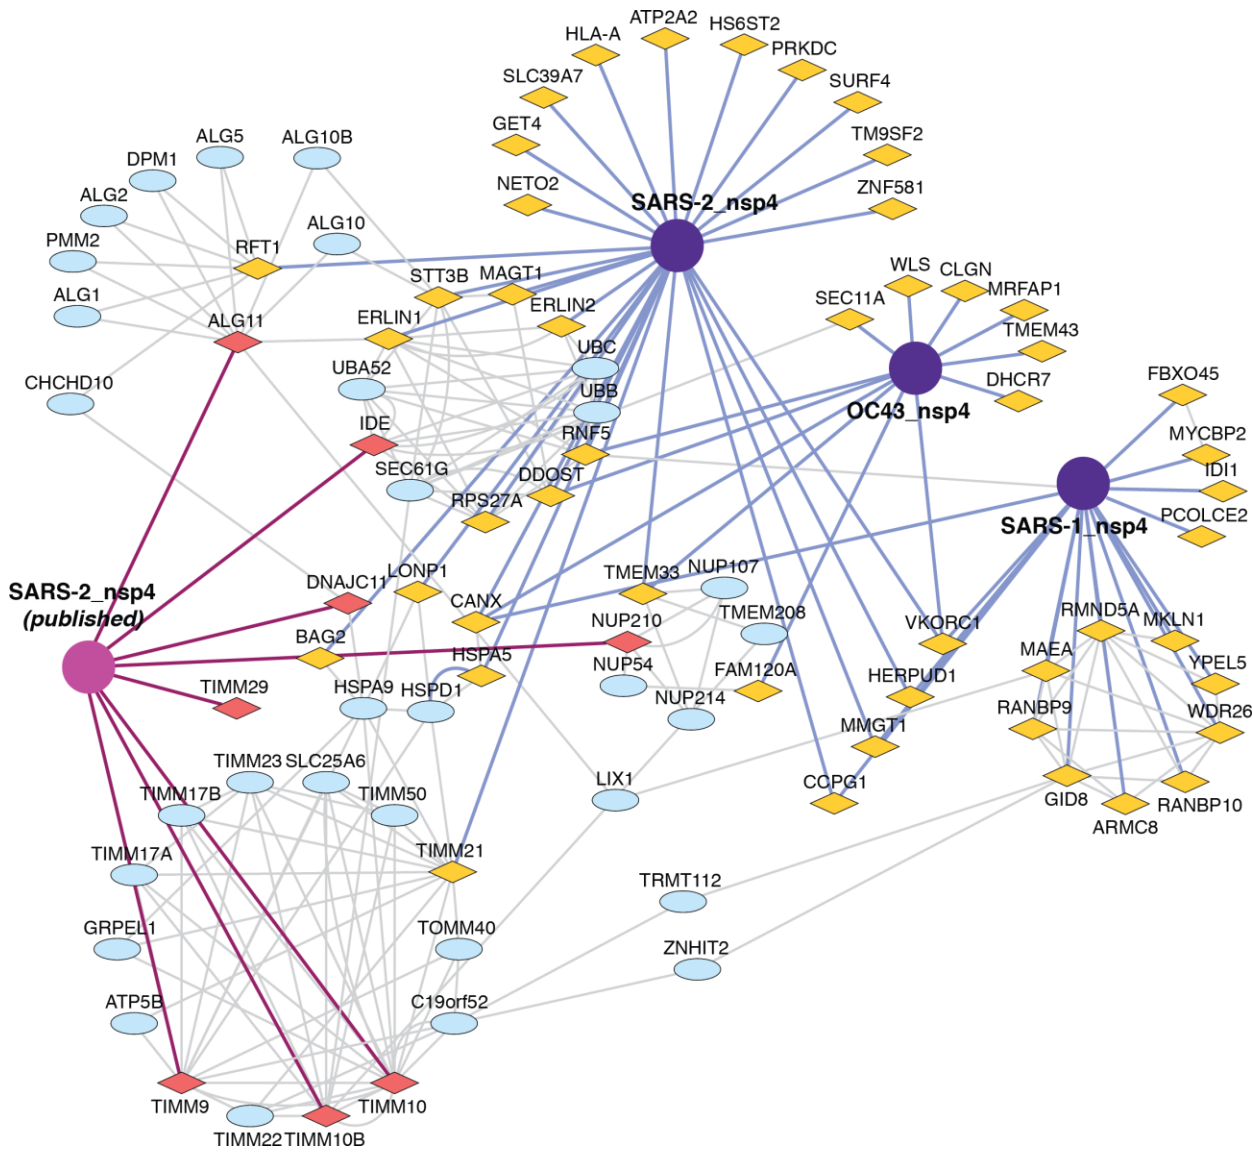 ATP2A2
HS6ST2
HLA-A
PRKDC
SLC39A7
SURF4
GET4
TM9SF2
ALG5
ALG10B
DPM1
NETO2
ZNF581
ALG2
SARS-2_nsp4
ALG10
PMM2
RFT1
WLS
CLGN
STT3B
MAGT1
MRFAP1
SEC11A
ALG1
ERLIN2
ALG11
ERLIN1
TMEM43
UBC
UBA52
DHCR7
FBXO45
CHCHD10
UBB
OC43_nsp4
IDE
RNF5
MYCBP2
SEC61G
DDOST
IDI1
RPS27A
PCOLCE2
SARS-1_nsp4
DNAJC11
LONP1
TMEM33
NUP107
SARS-2_nsp4
(published)
CANX
NUP210
TMEM208
RMND5A
MKLN1
BAG2
VKORC1
MAEA
HSPA5
NUP54
FAM120A
YPEL5
TIMM29
HSPA9
HSPD1
HERPUD1
NUP214
RANBP9
WDR26
MMGT1
TIMM23
SLC25A6
LIX1
CCPG1
TIMM17B
TIMM50
GID8
RANBP10
ARMC8
TIMM17A
TIMM21
TRMT112
GRPEL1
TOMM40
ZNHIT2
ATP5B
C19orf52
TIMM9
TIMM10
TIMM22
TIMM10B